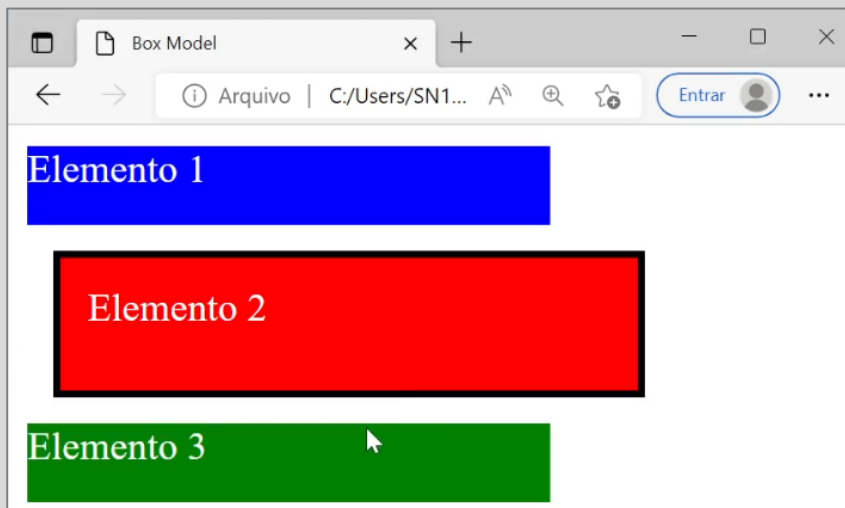 Box Model
Arquivo | C:/Users/SN1... A Entrar
Elemento 1
Elemento 2
Elemento 3